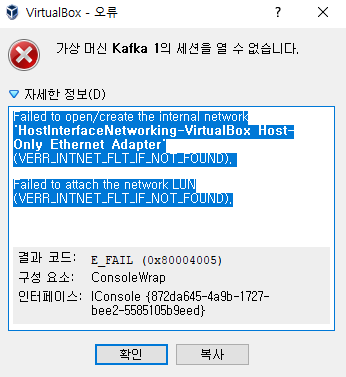 VirtualBox - 오류
가상 머신 Kafka 1의 세션을 열 수 없습니다.
자세한 정보(D)
Failed to open/create the internal network
'HostInterfaceNetworking-VirtualBox Host-
Only Ethernet Adapter'
(VERR_INTNET_FLT_IF_NOT_FOUND),
Failed to attach the network LUN
(VERR_INTNET_FLT_IF_NOT_FOUND),
결과 코드: E_FAIL (0x80004005)
구성 요소: ConsoleWrap
인터페이스: IConsole {872da645-4a9b-1727-
bee2-5585105b9eed}
확인
복사